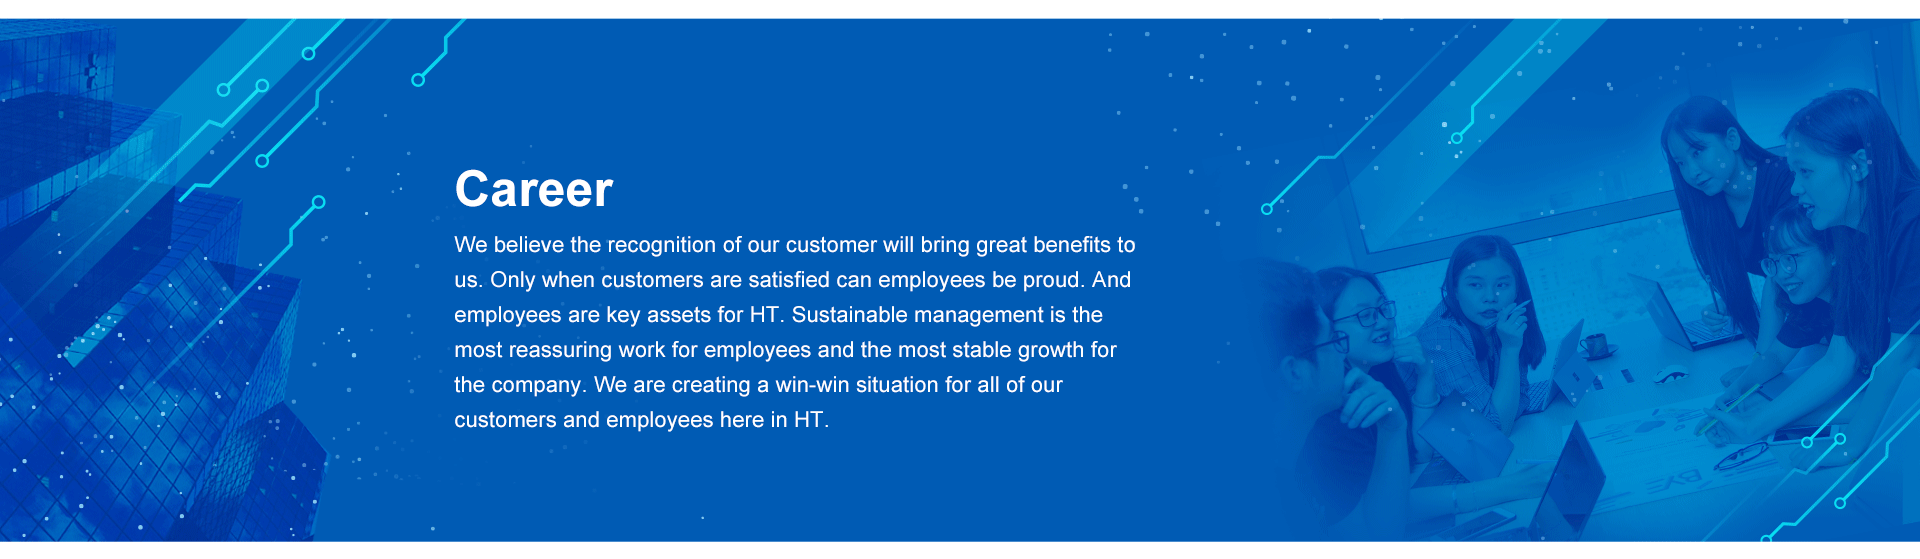 Career
We believe the recognition of our customer will bring great benefits to
us. Only when customers are satisfied can employees be proud. And
employees are key assets for HT. Sustainable management is the
most reassuring work for employees and the most stable growth for
the company. We are creating a win-win situation for all of our
customers and employees here in HT.